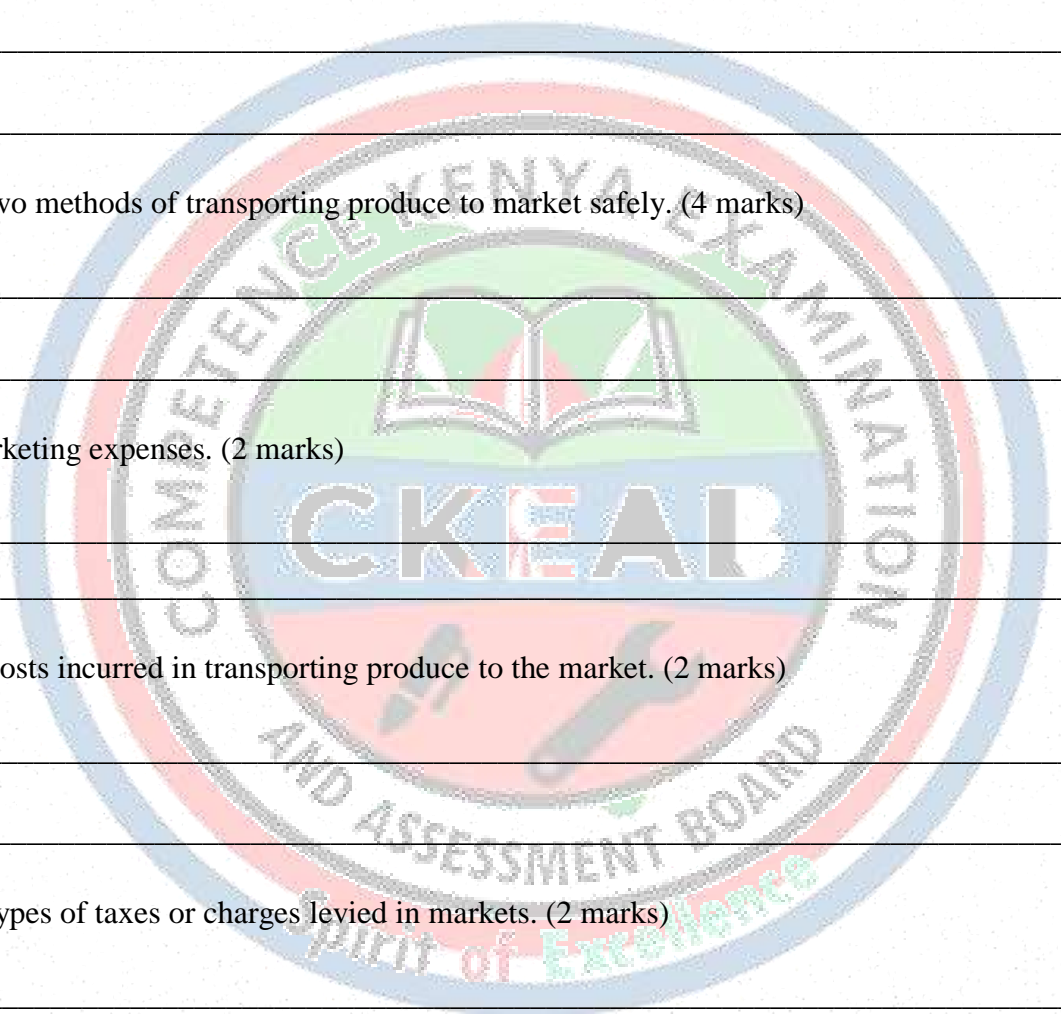 wo methods of transporting produce to market safely. (4 marks)
rketing expenses. (2 marks)
osts incurred in transporting produce to the market. (2 marks)
ypes of taxes or charges levied in markets. (2 marks)
COMPETENCE KENYA EXAMINATION
CKEAB
AND ASSESSMENT BOARD
Spirit of Excellence